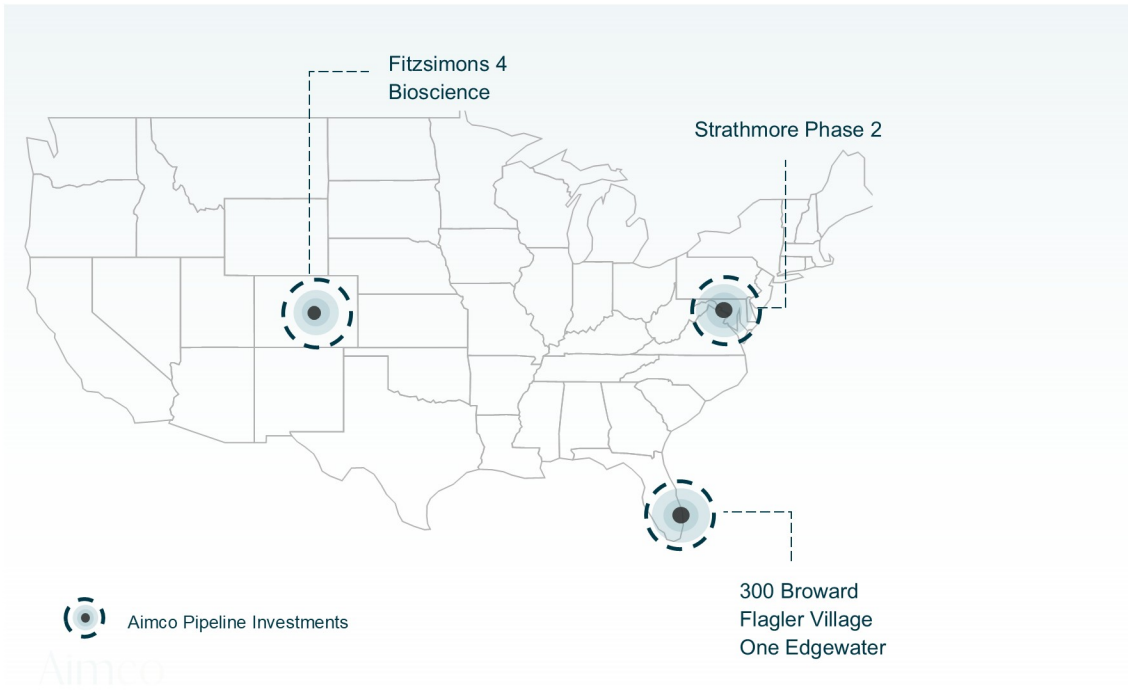 Fitzsimons 4
Bioscience
Strathmore Phase 2
300 Broward
Flagler Village
One Edgewater
Aimco Pipeline Investments
Aimco